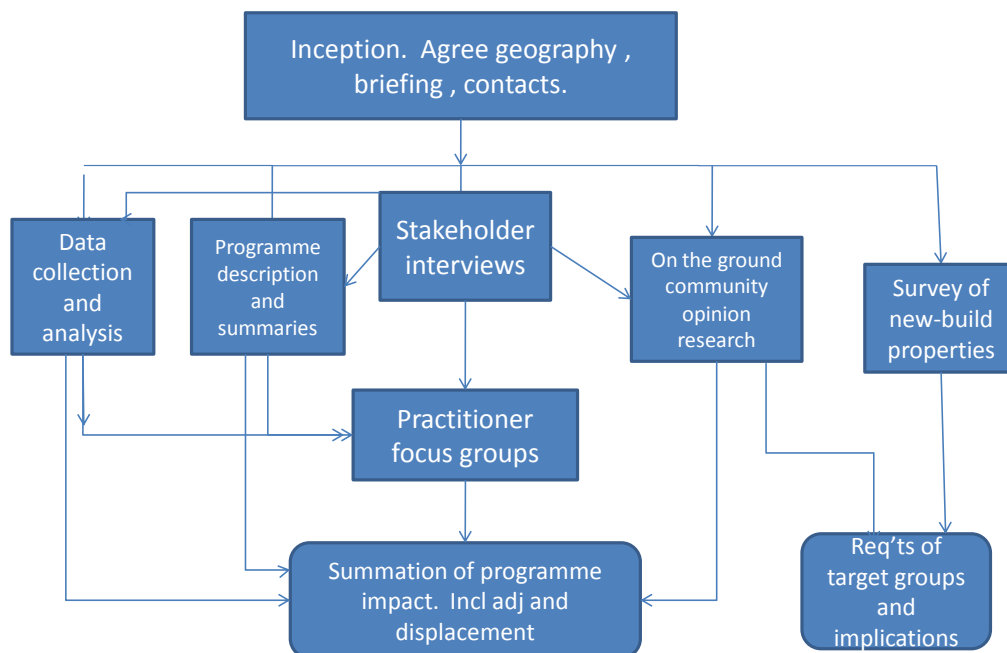 Inception.  Agree geography ,
briefing , contacts.
Data
collection
and
analysis
Programme
description
and
summaries
Stakeholder
interviews
On the ground
community
opinion
research
Survey of
new-build
properties
Practitioner
focus groups
Summation of programme
impact.  Incl adj and
displacement
Req’ts of
target groups
and
implications